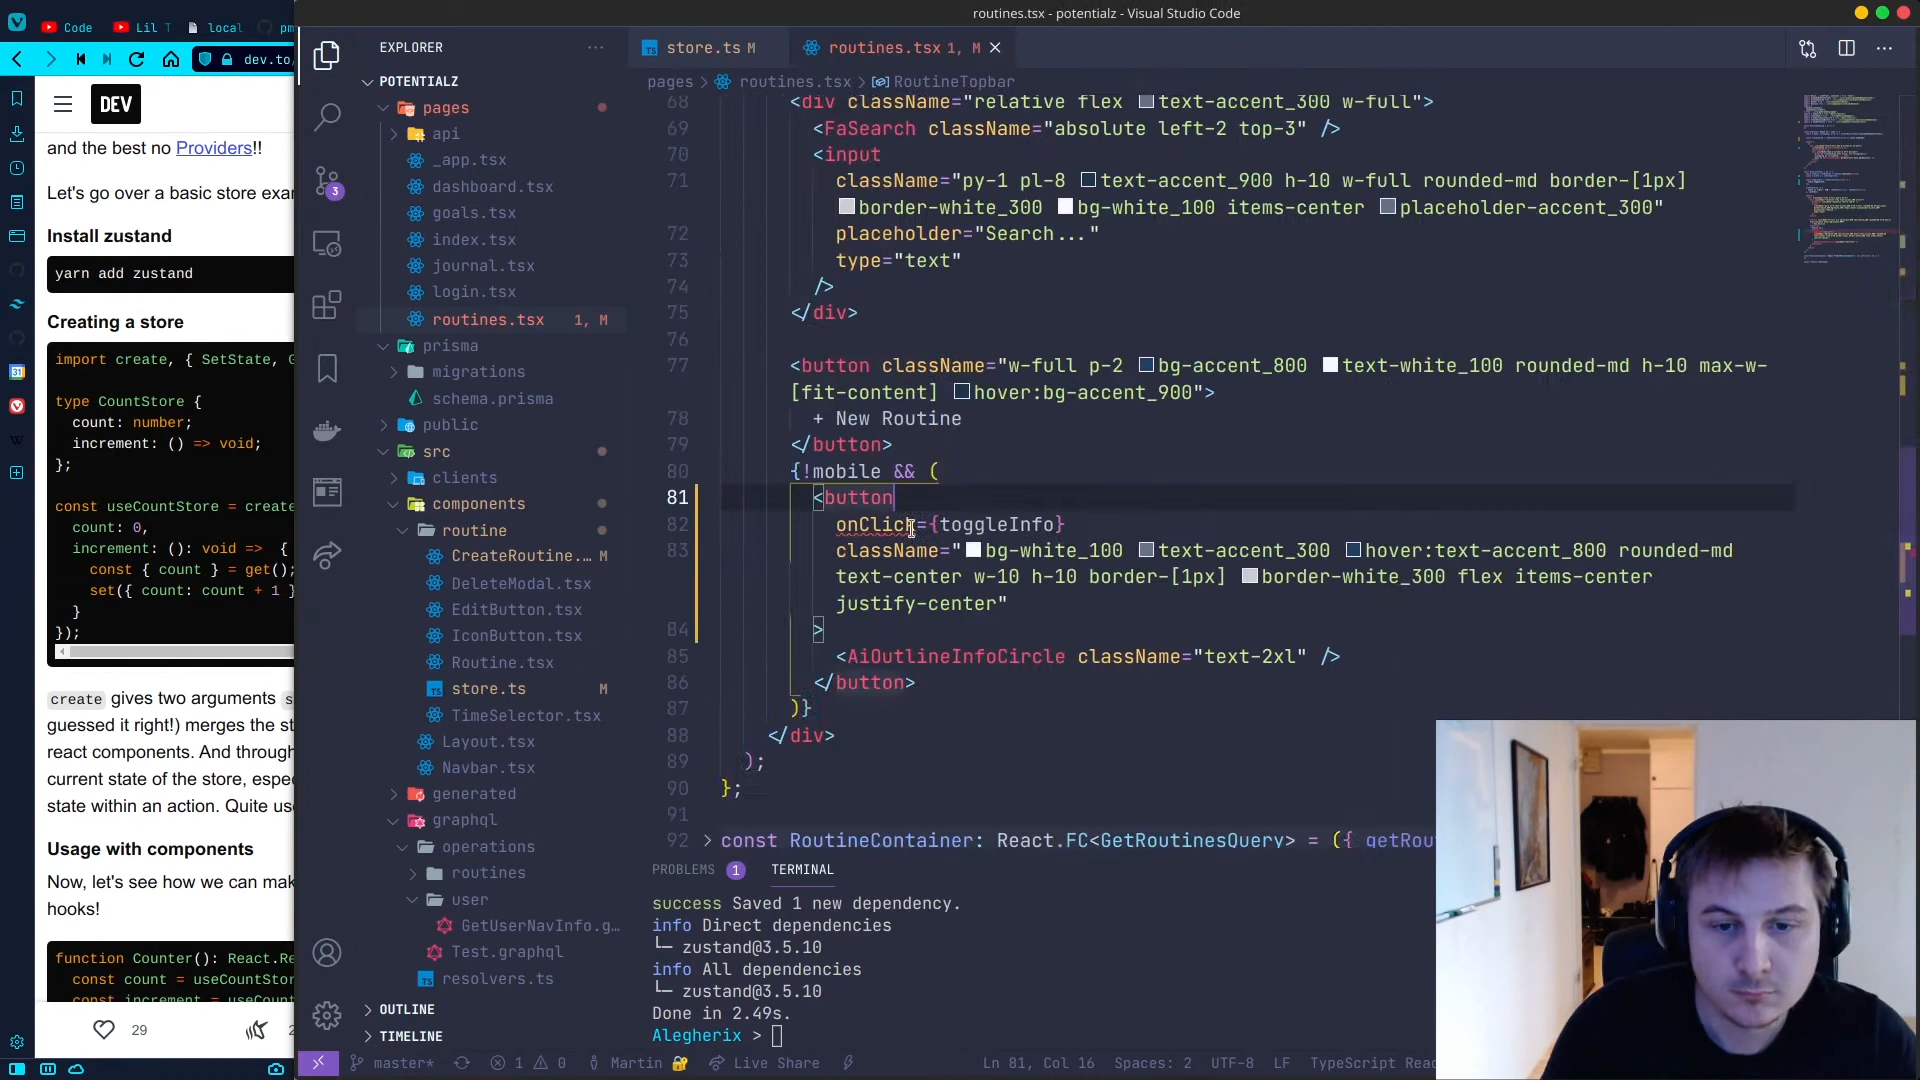 routines.tsx - potentialz - Visual Studio Code
Code
Lil T
local
pm
dev.to/
DEV
and the best no Providers!!
Let's go over a basic store exa
Install zustand
yarn add zustand
Creating a store
import create, { SetState, G
type CountStore {
count: number;
increment: () => void;
};
const useCountStore = create
count: 0,
increment: (): void => {
const { count } = get();
set({ count: count + 1 }
}
});
create gives two arguments s
guessed it right!) merges the st
react components. And through
current state of the store, espec
state within an action. Quite use
Usage with components
Now, let's see how we can mak
hooks!
function Counter(): React.Re
const count = useCountStor
const increment = useCount
29
2
EXPLORER
POTENTIALZ
pages
api
_app.tsx
dashboard.tsx
goals.tsx
index.tsx
journal.tsx
login.tsx
routines.tsx 1, M
prisma
migrations
schema.prisma
public
src
clients
components
routine
CreateRoutine.... M
DeleteModal.tsx
EditButton.tsx
IconButton.tsx
Routine.tsx
store.ts M
TimeSelector.tsx
Layout.tsx
Navbar.tsx
generated
graphql
operations
routines
user
GetUserNavInfo.g...
Test.graphql
resolvers.ts
OUTLINE
TIMELINE
3
31
store.ts M
routines.tsx 1, M
pages > routines.tsx > RoutineTopbar
68 <div className="relative flex text-accent_300 w-full">
69 <FaSearch className="absolute left-2 top-3" />
70 <input
71 className="py-1 pl-8 text-accent_900 h-10 w-full rounded-md border-[1px]
border-white_300 bg-white_100 items-center placeholder-accent_300"
72 placeholder="Search..."
73 type="text"
74 />
75 </div>
76
77 <button className="w-full p-2 bg-accent_800 text-white_100 rounded-md h-10 max-w-
[fit-content] hover:bg-accent_900">
78 + New Routine
79 </button>
80 {!mobile && (
81 <button
82 onClick={toggleInfo}
83 className="bg-white_100 text-accent_300 hover:text-accent_800 rounded-md
text-center w-10 h-10 border-[1px] border-white_300 flex items-center
justify-center"
84 >
85 <AiOutlineInfoCircle className="text-2xl" />
86 </button>
87 )}
88 </div>
89 );
90 };
91
92 const RoutineContainer: React.FC<GetRoutinesQuery> = ({ getRou
PROBLEMS 1 TERMINAL
success Saved 1 new dependency.
info Direct dependencies
└─ zustand@3.5.10
info All dependencies
└─ zustand@3.5.10
Done in 2.49s.
Alegherix >
master* 1 0 Martin Live Share Ln 81, Col 16 Spaces: 2 UTF-8 LF TypeScript Reac